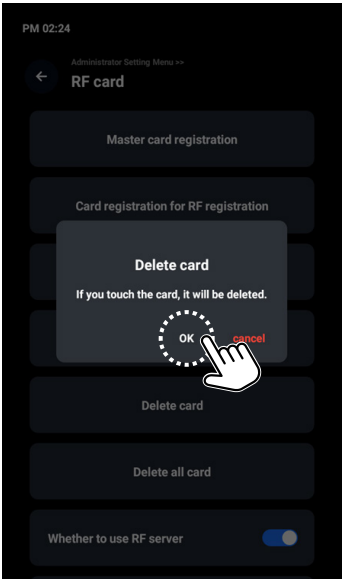 PM 02:24
Administrator Setting Menu >>
RF card
Master card registration
Card registration for RF registration
Delete card
If you touch the card, it will be deleted.
OK
cancel
Delete card
Delete all card
Whether to use RF server